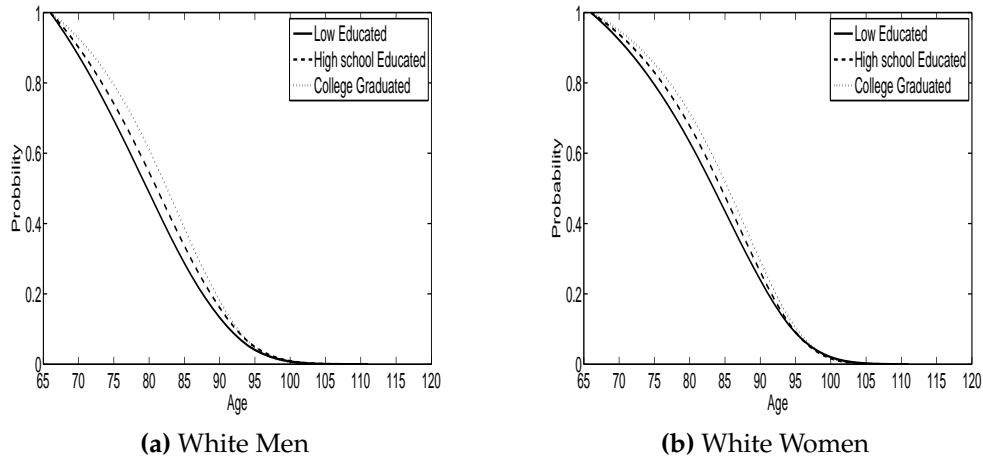 1
0.8
0.6
0.4
0.2
0
Probbility
Low Educated
High school Educated
College Graduated
65 70 75 80 85 90 95 100 105 110 115 120
Age
(a) White Men
1
0.8
0.6
0.4
0.2
0
Probability
Low Educated
High school Educated
College Graduated
65 70 75 80 85 90 95 100 105 110 115 120
Age
(b) White Women